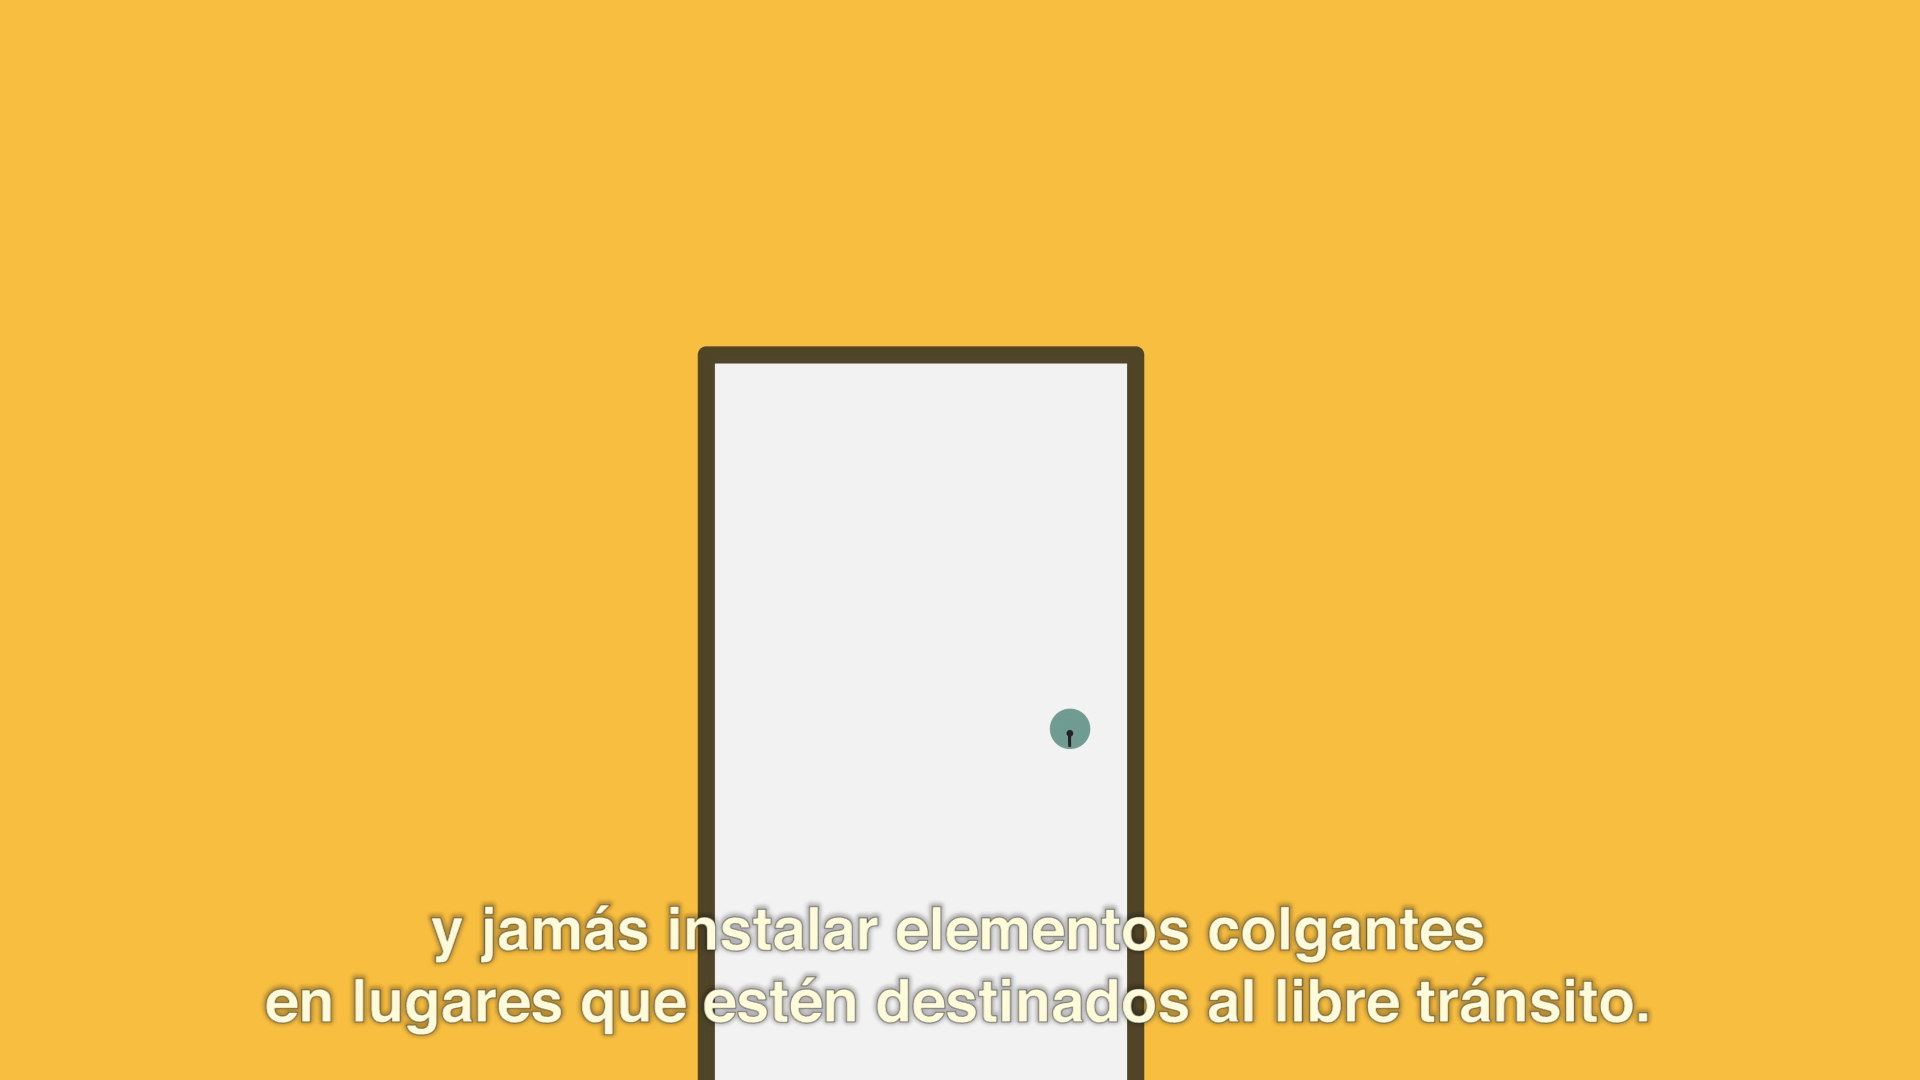 y jamás instalar elementos colgantes
en lugares que estén destinados al libre tránsito.